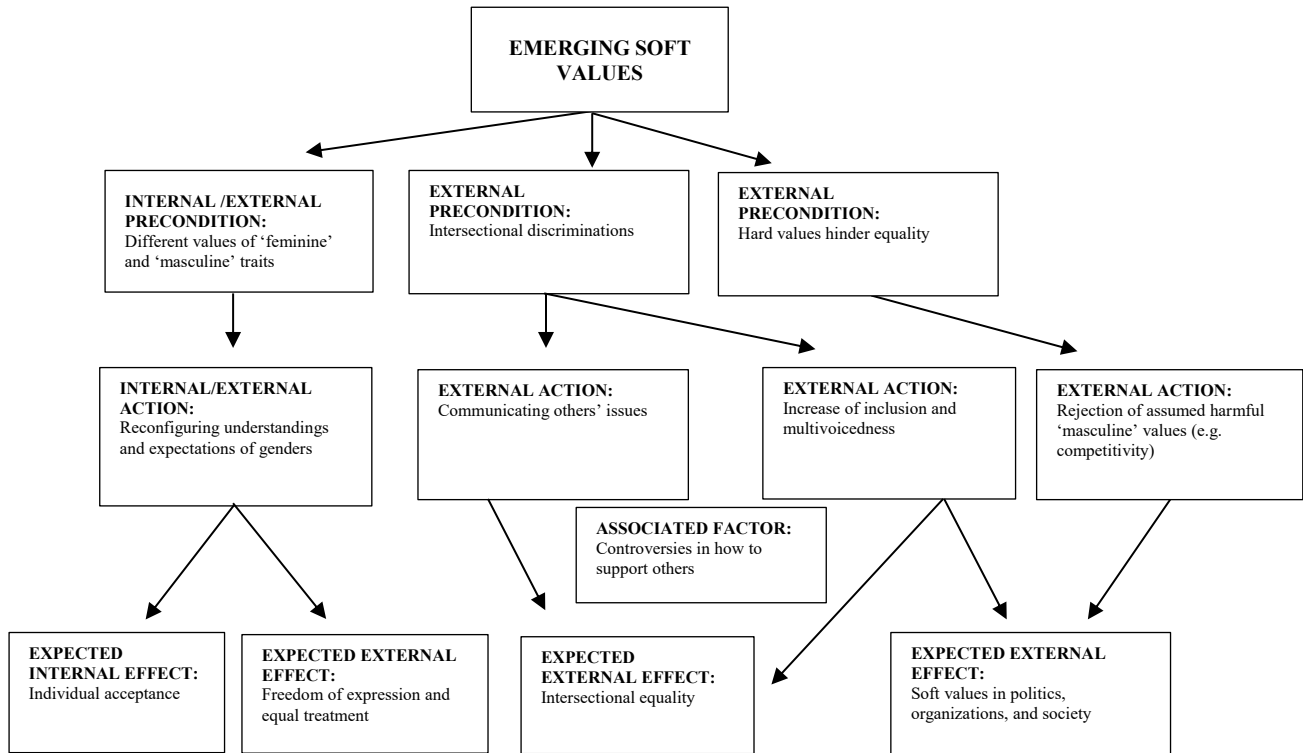 EMERGING SOFT
VALUES
INTERNAL /EXTERNAL
PRECONDITION:
Different values of ‘feminine’
and ‘masculine’ traits
EXTERNAL
PRECONDITION:
Intersectional discriminations
EXTERNAL
PRECONDITION:
Hard values hinder equality
INTERNAL/EXTERNAL
ACTION:
Reconfiguring understandings
and expectations of genders
EXTERNAL ACTION:
Communicating others’ issues
EXTERNAL ACTION:
Increase of inclusion and
multivoicedness
EXTERNAL ACTION:
Rejection of assumed harmful
‘masculine’ values (e.g.
competitivity)
ASSOCIATED FACTOR:
Controversies in how to
support others
EXPECTED
INTERNAL EFFECT:
Individual acceptance
EXPECTED EXTERNAL
EFFECT:
Freedom of expression and
equal treatment
EXPECTED
EXTERNAL EFFECT:
Intersectional equality
EXPECTED EXTERNAL
EFFECT:
Soft values in politics,
organizations, and society